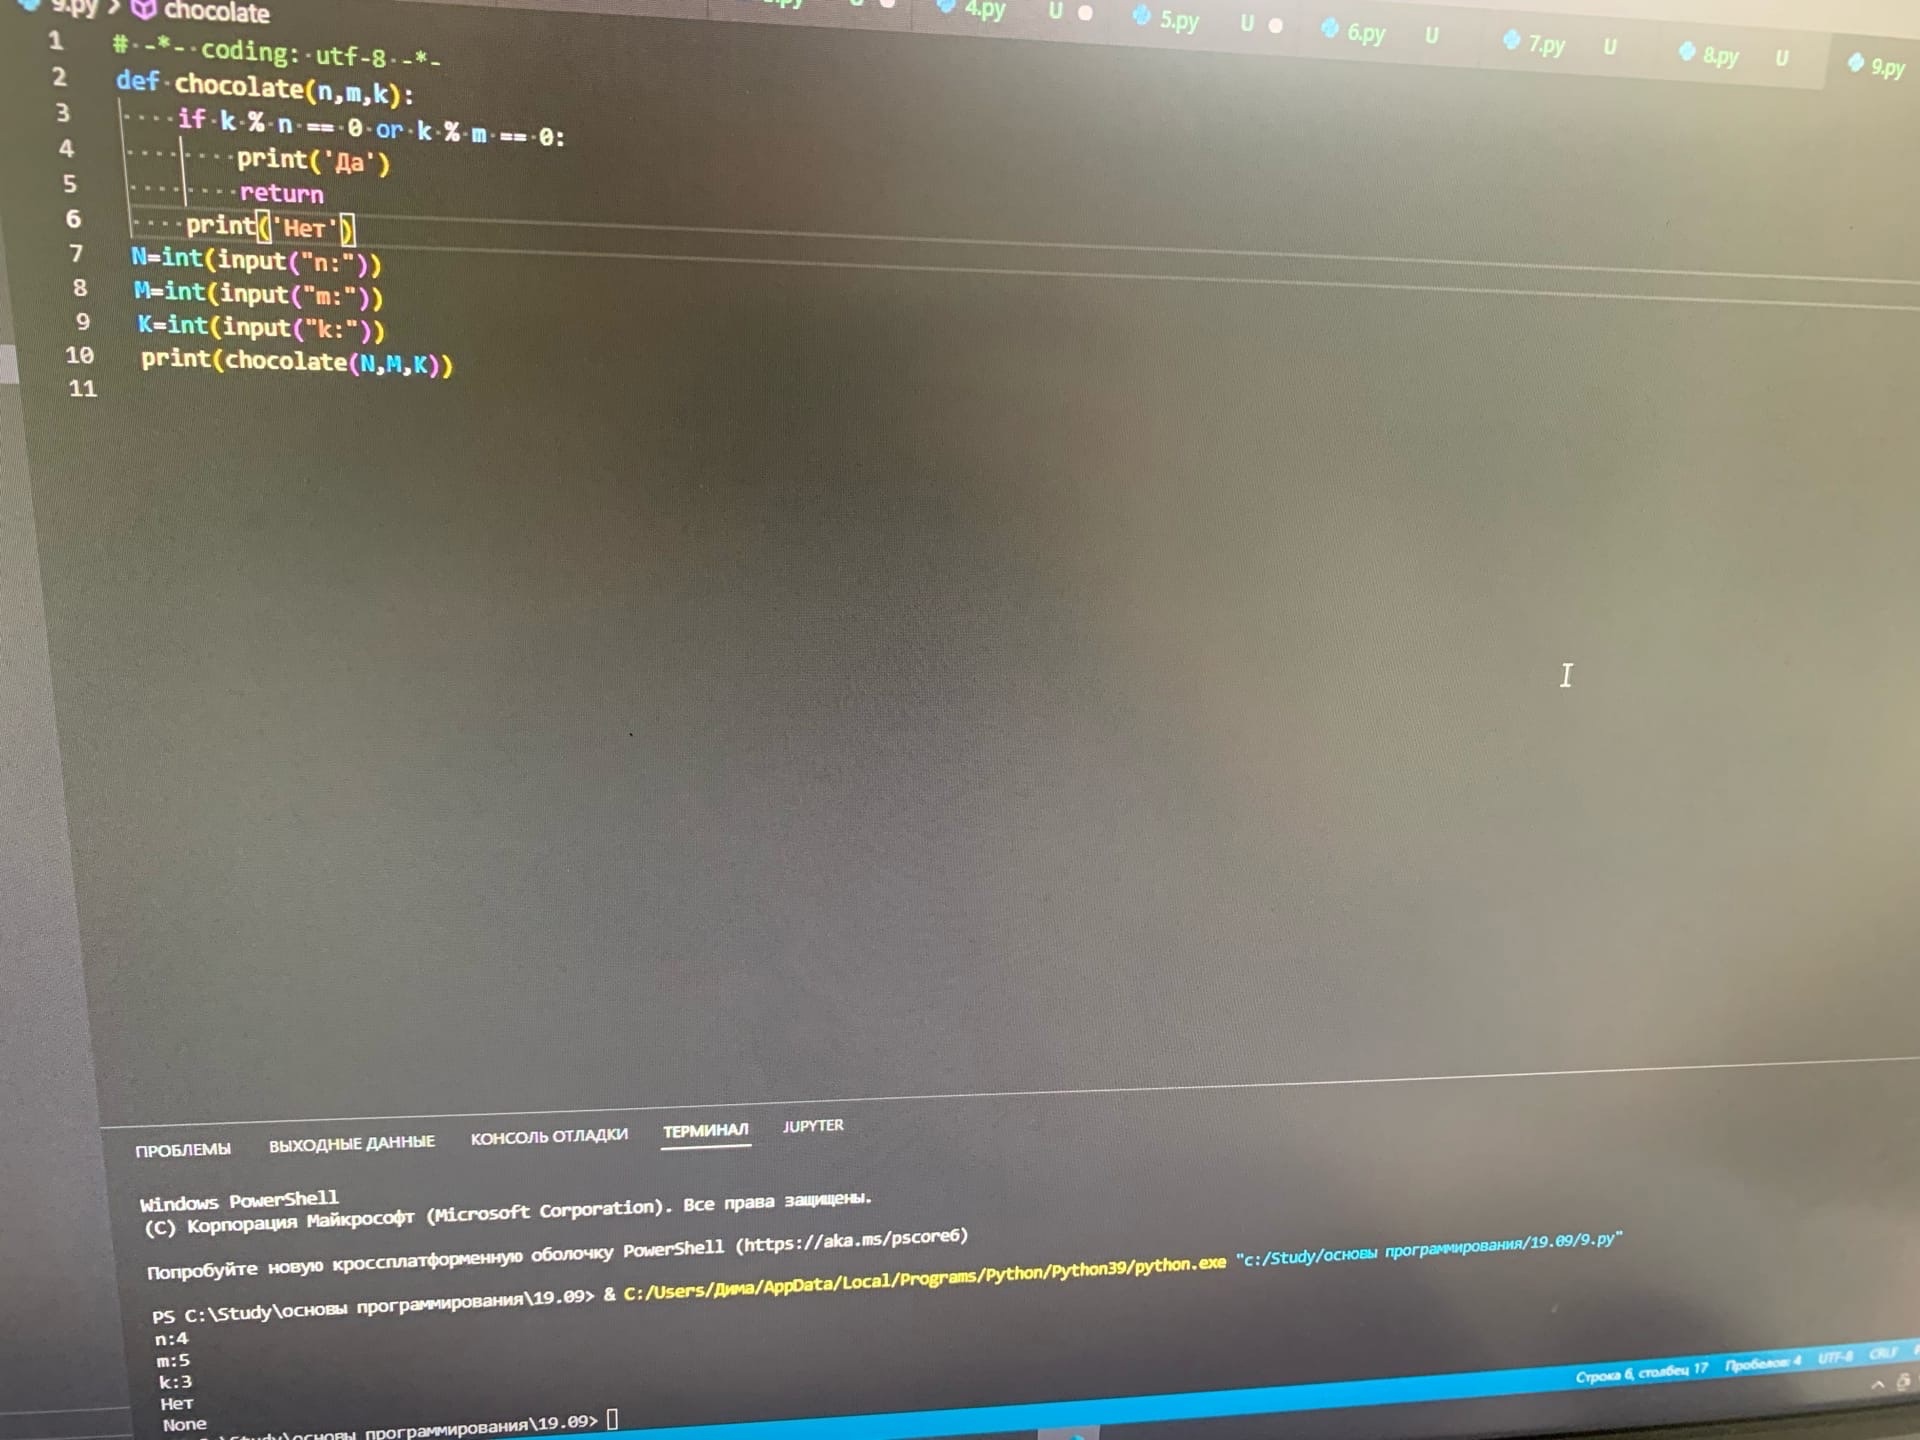 9.py > chocolate
4.py U
5.py U
6.py U
7.py U
8.py U
9.py
1 # -*- coding: utf-8 -*-
2 def chocolate(n,m,k):
3 if k % n == 0 or k % m == 0:
4 print('Да')
5 return
6 print('Нет')
7 N=int(input("n:"))
8 M=int(input("m:"))
9 K=int(input("k:"))
10 print(chocolate(N,M,K))
11
ПРОБЛЕМЫ ВЫХОДНЫЕ ДАННЫЕ КОНСОЛЬ ОТЛАДКИ ТЕРМИНАЛ JUPYTER
Windows PowerShell
(C) Корпорация Майкрософт (Microsoft Corporation). Все права защищены.
Попробуйте новую кроссплатформенную оболочку PowerShell (https://aka.ms/pscore6)
PS C:\Study\основы программирования\19.09> & C:/Users/Дима/AppData/Local/Programs/Python/Python39/python.exe "c:/Study/основы программирования/19.09/9.py"
n:4
m:5
k:3
Нет
None
программирования\19.09>
Строка 6, столбец 17 Пробелов: 4 UTF-8 CRLF